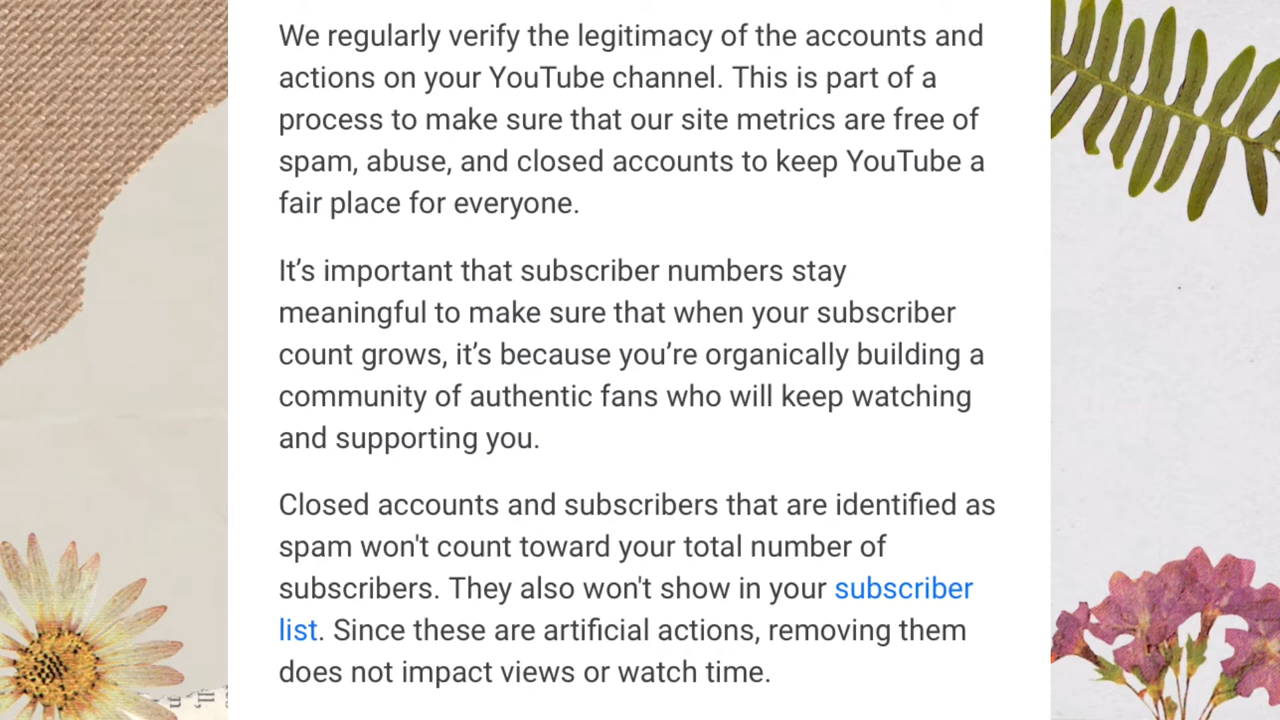 We regularly verify the legitimacy of the accounts and
actions on your YouTube channel. This is part of a
process to make sure that our site metrics are free of
spam, abuse, and closed accounts to keep YouTube a
fair place for everyone.
It’s important that subscriber numbers stay
meaningful to make sure that when your subscriber
count grows, it’s because you’re organically building a
community of authentic fans who will keep watching
and supporting you.
Closed accounts and subscribers that are identified as
spam won't count toward your total number of
subscribers. They also won't show in your subscriber
list. Since these are artificial actions, removing them
does not impact views or watch time.